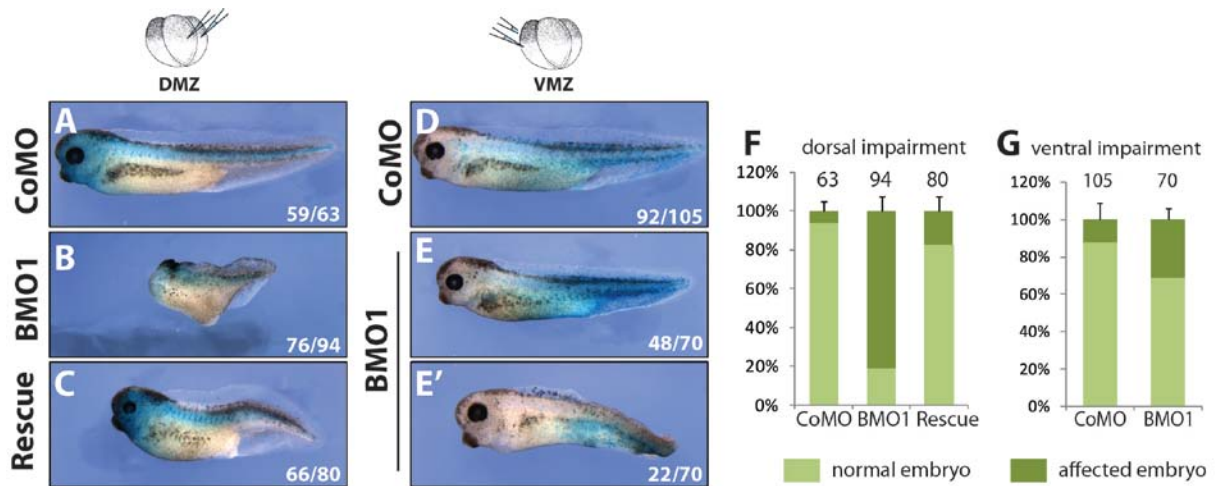 DMZ
VMZ
CoMO
A
59/63
BMO1
B
76/94
Rescue
C
66/80
CoMO
D
92/105
BMO1
E
48/70
E'
22/70
F dorsal impairment
63 94 80
120%
100%
80%
60%
40%
20%
0%
CoMO BMO1 Rescue
G ventral impairment
105 70
120%
100%
80%
60%
40%
20%
0%
CoMO BMO1
normal embryo affected embryo